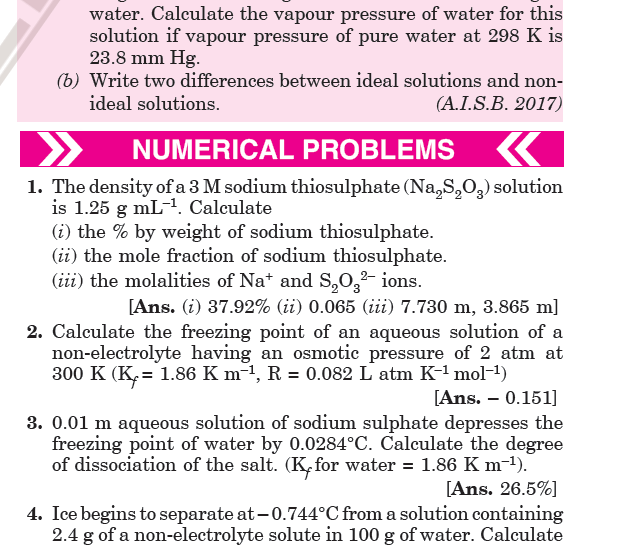 water. Calculate the vapour pressure of water for this
solution if vapour pressure of pure water at 298 K is
23.8 mm Hg.
(b) Write two differences between ideal solutions and non-
ideal solutions. (A.I.S.B. 2017)
NUMERICAL PROBLEMS
1. The density of a 3 M sodium thiosulphate (Na₂S₂O₃) solution
is 1.25 g mL⁻¹. Calculate
(i) the % by weight of sodium thiosulphate.
(ii) the mole fraction of sodium thiosulphate.
(iii) the molalities of Na⁺ and S₂O₃²⁻ ions.
[Ans. (i) 37.92% (ii) 0.065 (iii) 7.730 m, 3.865 m]
2. Calculate the freezing point of an aqueous solution of a
non-electrolyte having an osmotic pressure of 2 atm at
300 K (K_f = 1.86 K m⁻¹, R = 0.082 L atm K⁻¹ mol⁻¹)
[Ans. – 0.151]
3. 0.01 m aqueous solution of sodium sulphate depresses the
freezing point of water by 0.0284°C. Calculate the degree
of dissociation of the salt. (K_f for water = 1.86 K m⁻¹).
[Ans. 26.5%]
4. Ice begins to separate at – 0.744°C from a solution containing
2.4 g of a non-electrolyte solute in 100 g of water. Calculate